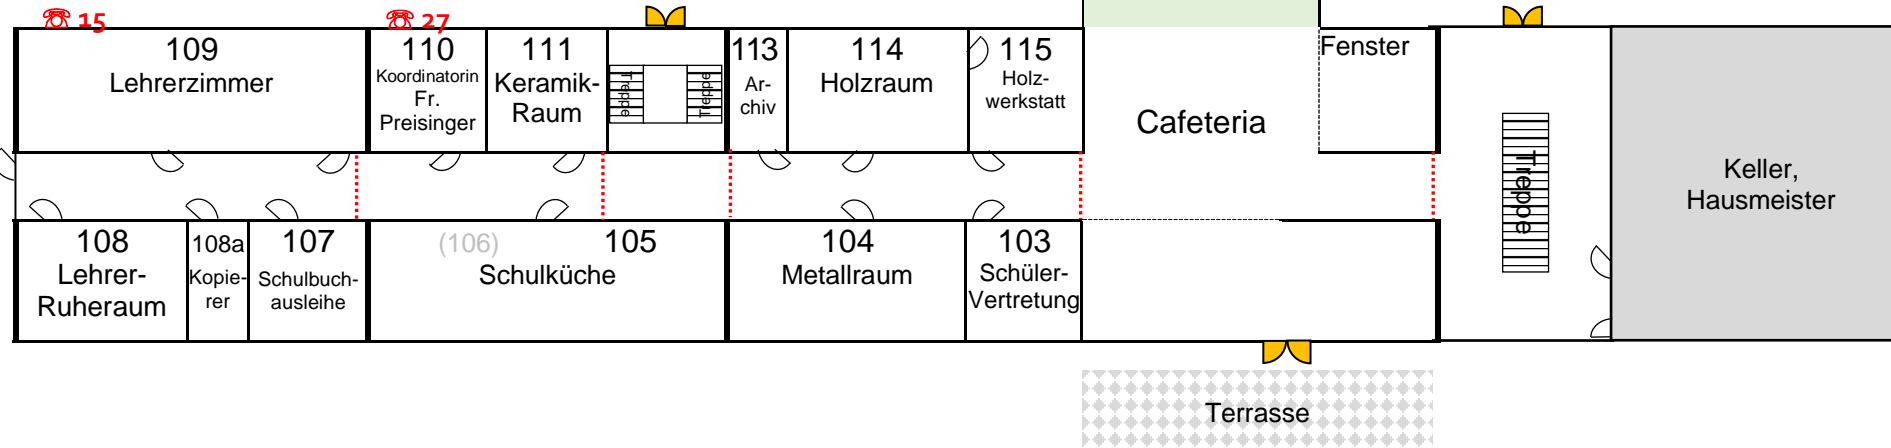 ☎ 15
☎ 27
109
Lehrerzimmer
110
Koordinatorin
Fr.
Preisinger
111
Keramik-
Raum
Treppe
Treppe
113
Ar-
chiv
114
Holzraum
115
Holz-
werkstatt
Cafeteria
Fenster
Treppe
Keller,
Hausmeister
108
Lehrer-
Ruheraum
108a
Kopie-
rer
107
Schulbuch-
ausleihe
(106) 105
Schulküche
104
Metallraum
103
Schüler-
Vertretung
Terrasse